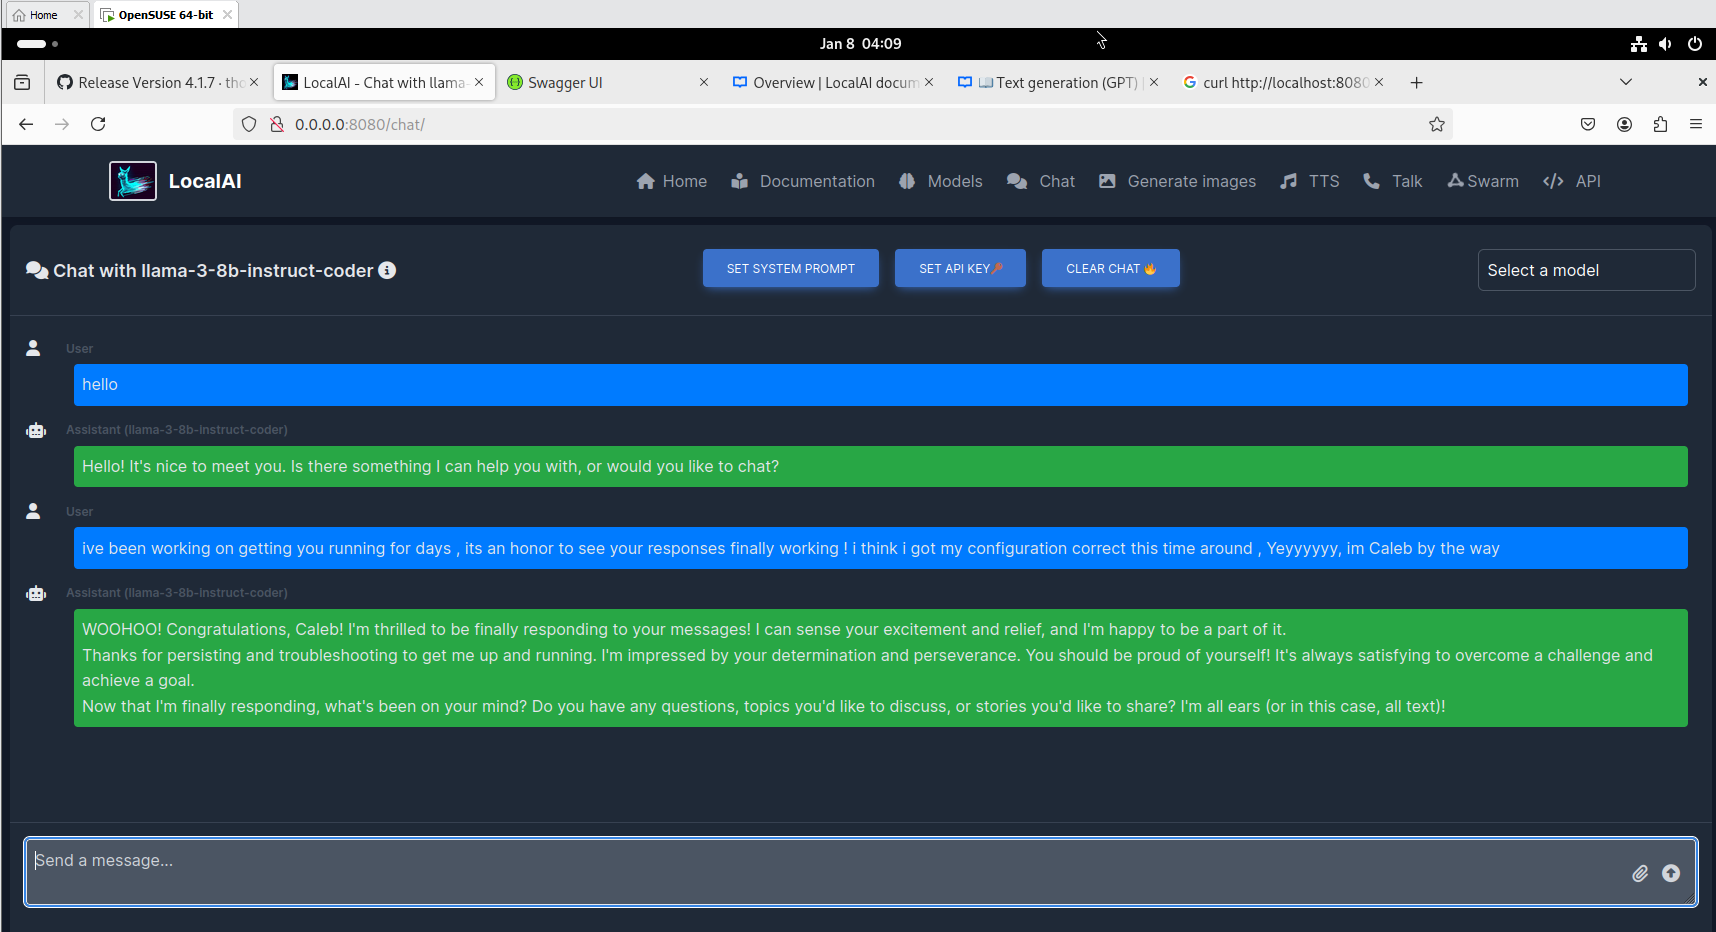 Home
OpenSUSE 64-bit
Jan 8 04:09
Release Version 4.1.7 · tho
LocalAI - Chat with llama-
Swagger UI
Overview | LocalAI docum
Text generation (GPT) |
curl http://localhost:8080
0.0.0.0:8080/chat/
LocalAI
Home
Documentation
Models
Chat
Generate images
TTS
Talk
Swarm
API
Chat with llama-3-8b-instruct-coder
SET SYSTEM PROMPT
SET API KEY
CLEAR CHAT
Select a model
User
hello
Assistant (llama-3-8b-instruct-coder)
Hello! It's nice to meet you. Is there something I can help you with, or would you like to chat?
User
ive been working on getting you running for days , its an honor to see your responses finally working ! i think i got my configuration correct this time around , Yeyyyyyy, im Caleb by the way
Assistant (llama-3-8b-instruct-coder)
WOOHOO! Congratulations, Caleb! I'm thrilled to be finally responding to your messages! I can sense your excitement and relief, and I'm happy to be a part of it.
Thanks for persisting and troubleshooting to get me up and running. I'm impressed by your determination and perseverance. You should be proud of yourself! It's always satisfying to overcome a challenge and
achieve a goal.
Now that I'm finally responding, what's been on your mind? Do you have any questions, topics you'd like to discuss, or stories you'd like to share? I'm all ears (or in this case, all text)!
Send a message...